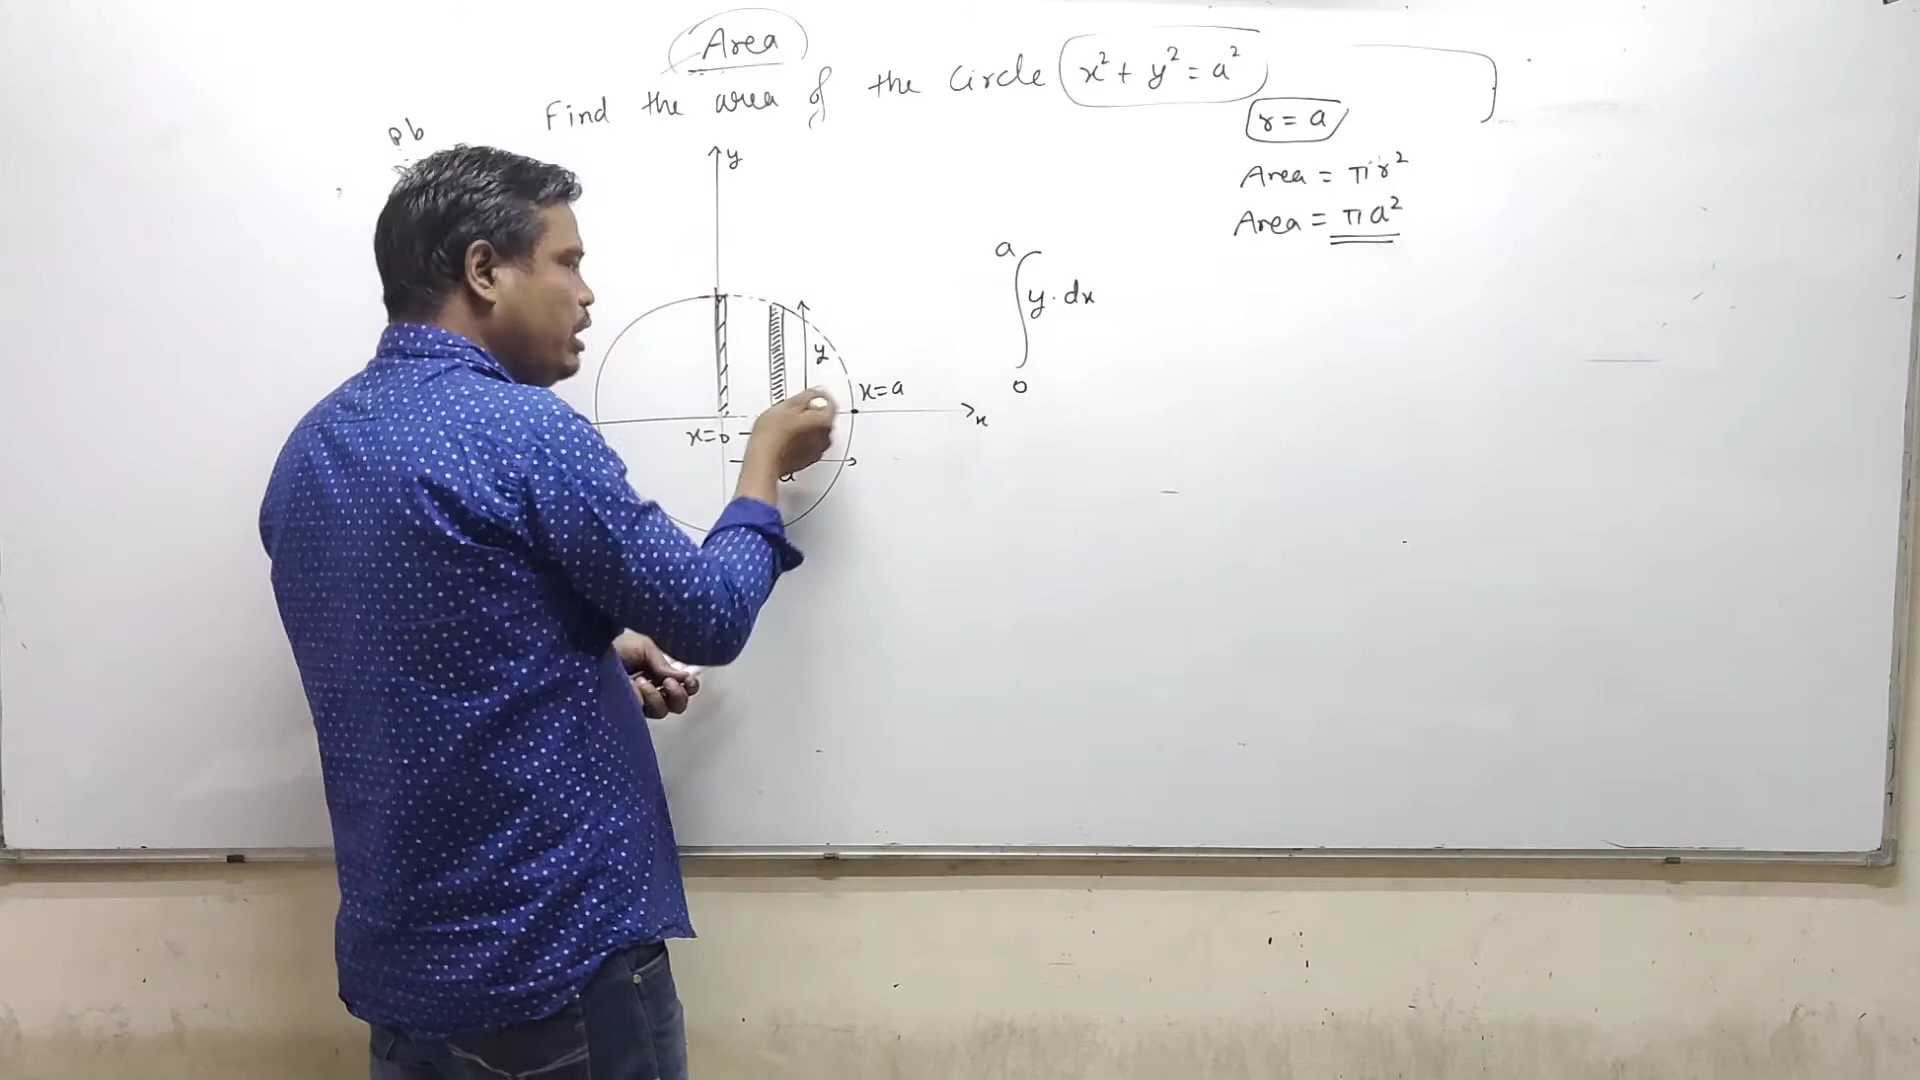 Area
Pb
Find the area of the Circle x² + y² = a²
r = a
Area = πr²
Area = πa²
y
a
∫ y. dx
0
y
x=a
x
x=0
a